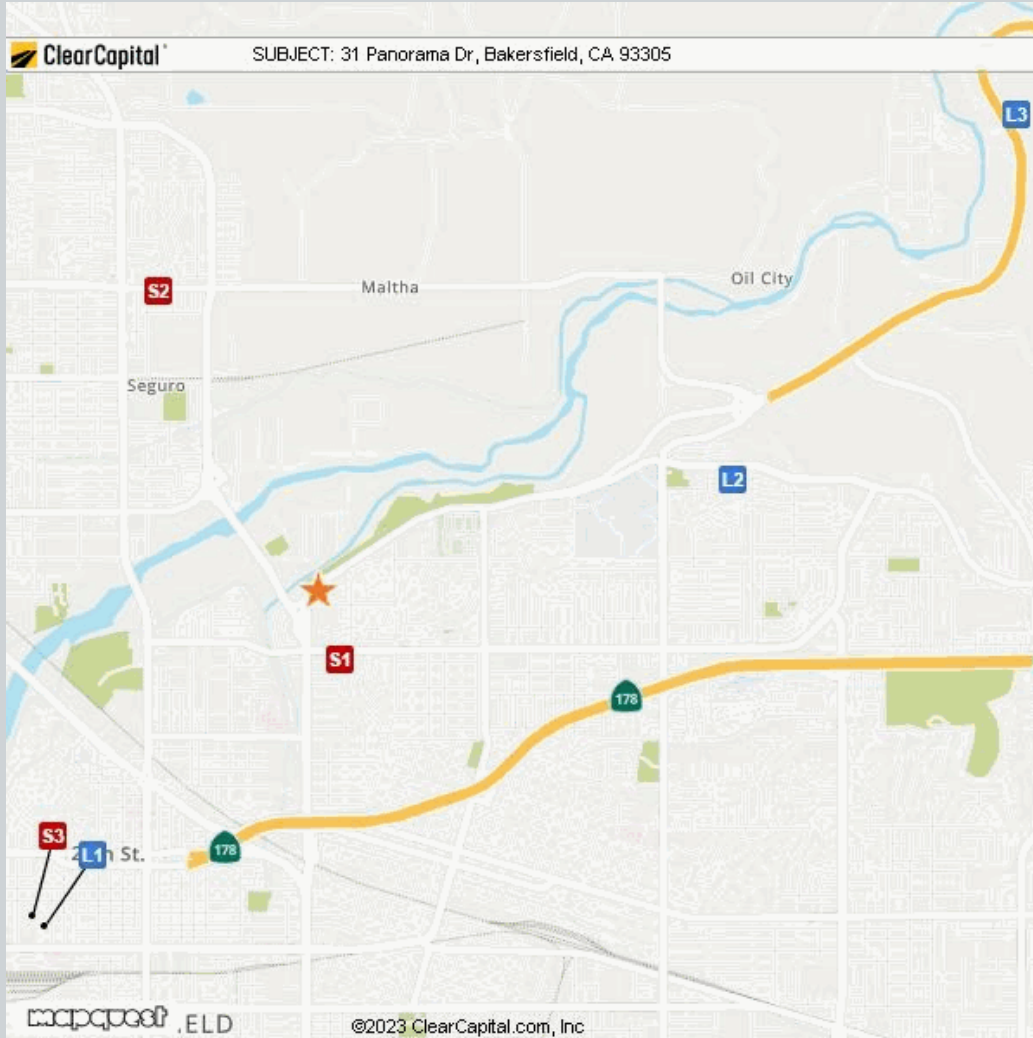 ClearCapital
SUBJECT: 31 Panorama Dr, Bakersfield, CA 93305
L3
Oil City
Maltha
S2
Seguro
L2
S1
178
S3
L1
h St.
178
mapquest
.ELD
©2023 ClearCapital.com, Inc